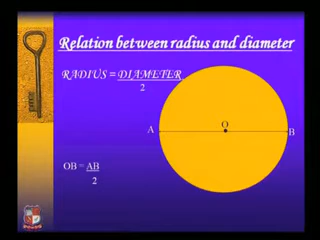 Relation between radius and diameter
RADIUS = DIAMETER
2
O
A
B
OB = AB
2